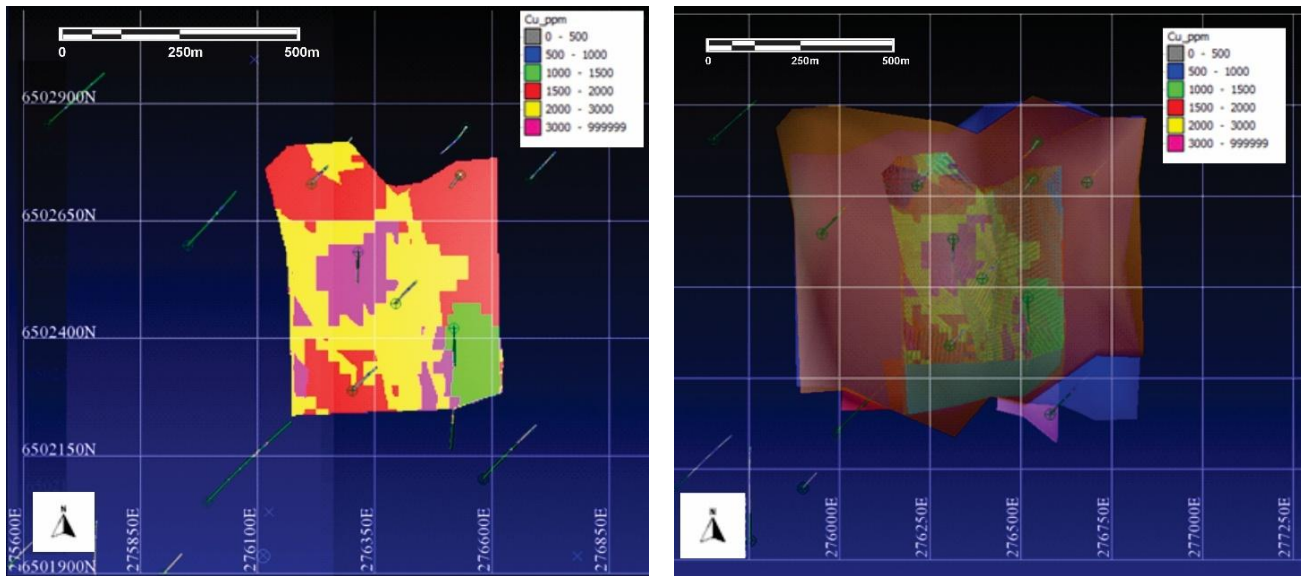 Cu_ppm
0 - 500
500 - 1000
1000 - 1500
1500 - 2000
2000 - 3000
3000 - 999999
0 250m 500m
6502900N
6502650N
6502400N
6502150N
6501900N
N
275600E
275850E
276100E
276350E
276600E
276850E
Cu_ppm
0 - 500
500 - 1000
1000 - 1500
1500 - 2000
2000 - 3000
3000 - 999999
0 250m 500m
N
276000E
276250E
276500E
276750E
277000E
277250E